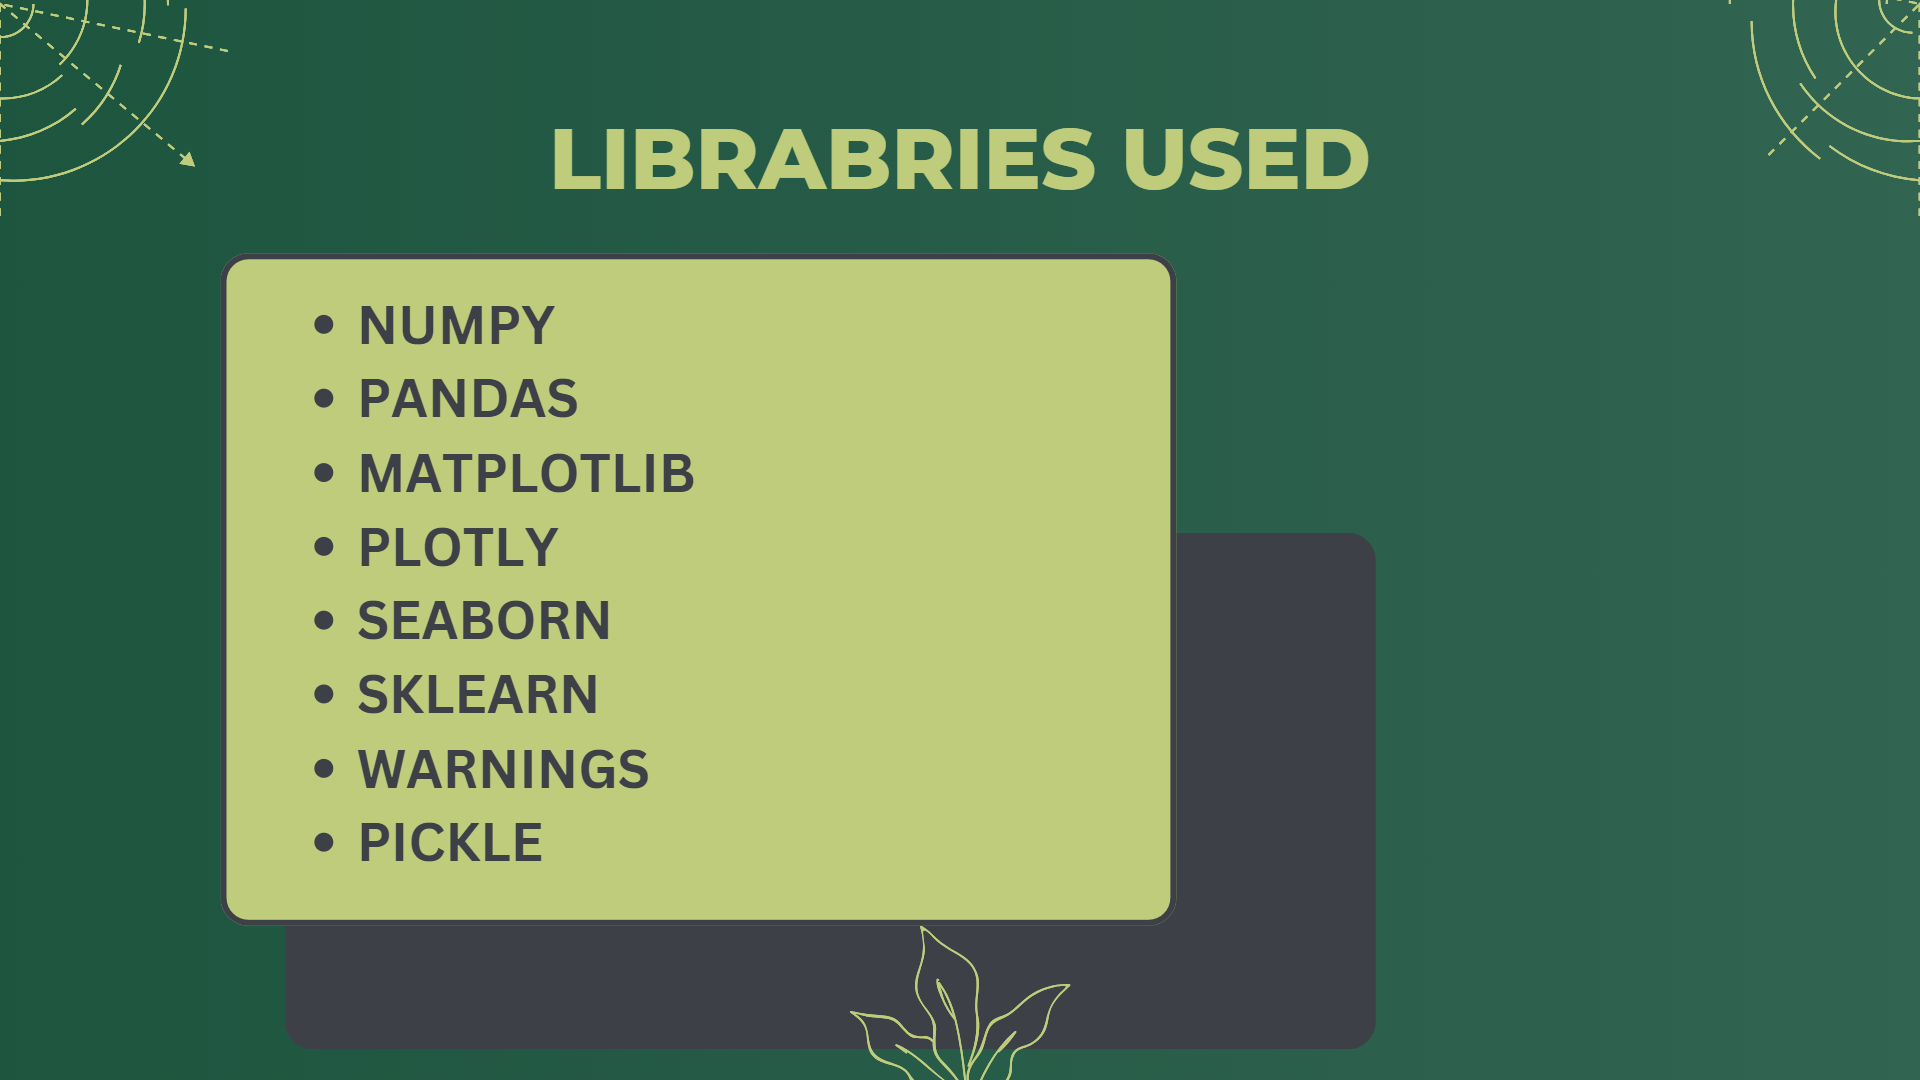 LIBRABRIES USED
• NUMPY
• PANDAS
• MATPLOTLIB
• PLOTLY
• SEABORN
• SKLEARN
• WARNINGS
• PICKLE